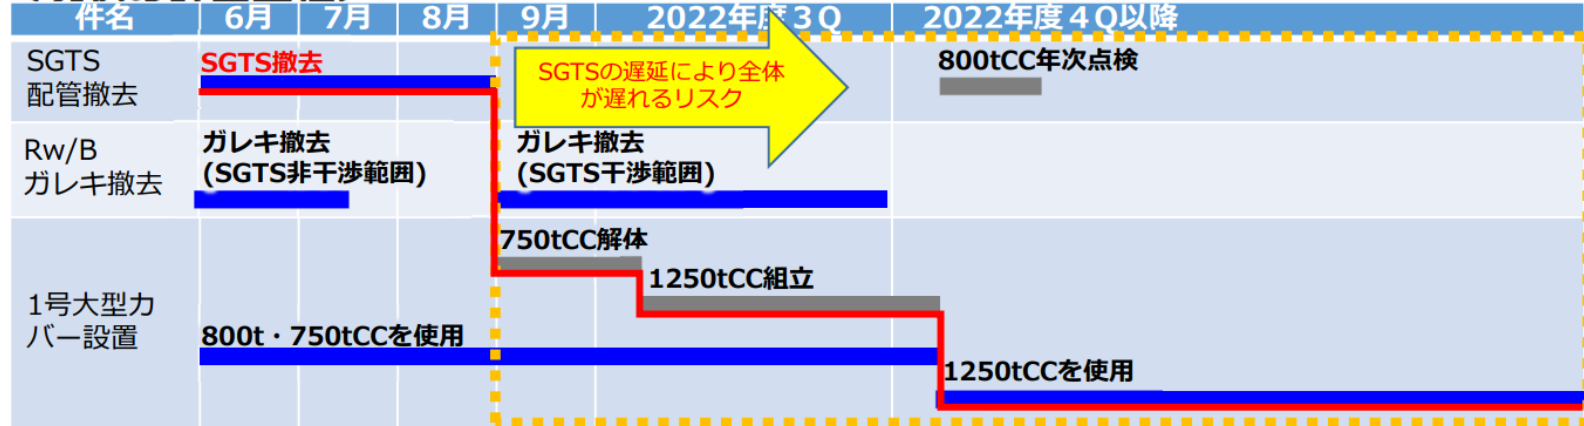 件名 6月 7月 8月 9月 2022年度３Q 2022年度４Q以降
SGTS
配管撤去
SGTS撤去
SGTSの遅延により全体
が遅れるリスク
800tCC年次点検
Rw/B
ガレキ撤去
ガレキ撤去
(SGTS非干渉範囲)
ガレキ撤去
(SGTS干渉範囲)
1号大型カ
バー設置
750tCC解体
1250tCC組立
800t・750tCCを使用
1250tCCを使用